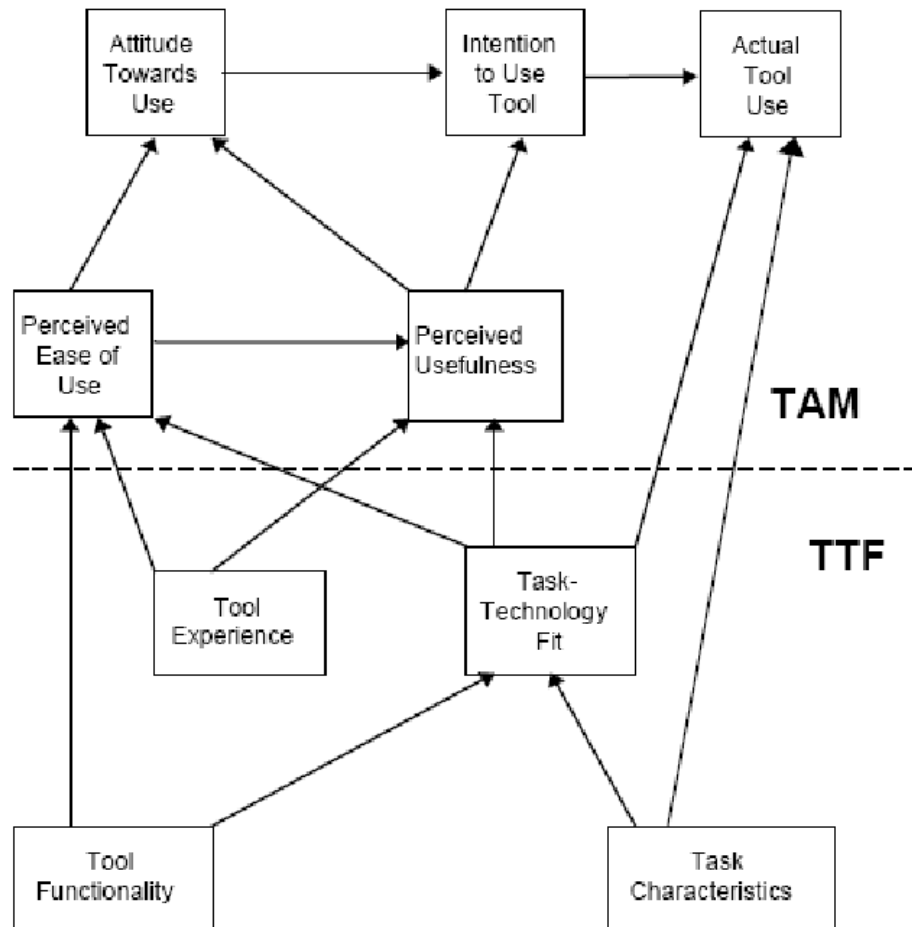 Attitude
Towards
Use
Intention
to Use
Tool
Actual
Tool
Use
Perceived
Ease of
Use
Perceived
Usefulness
TAM
TTF
Tool
Experience
Task-
Technology
Fit
Tool
Functionality
Task
Characteristics